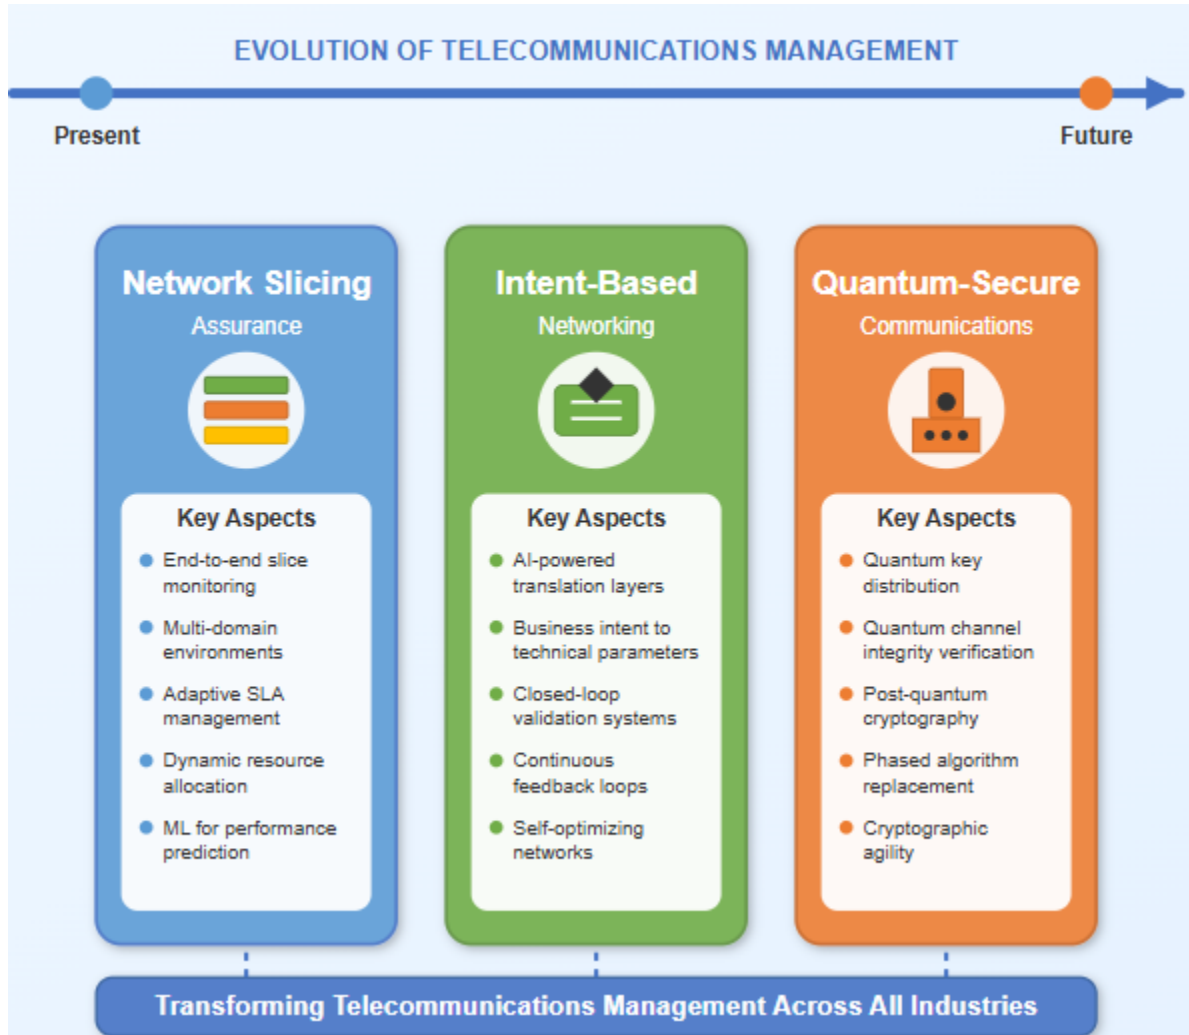 EVOLUTION OF TELECOMMUNICATIONS MANAGEMENT
Present
Future
Network Slicing
Assurance
Key Aspects
End-to-end slice
monitoring
Multi-domain
environments
Adaptive SLA
management
Dynamic resource
allocation
ML for performance
prediction
Intent-Based
Networking
Key Aspects
AI-powered
translation layers
Business intent to
technical parameters
Closed-loop
validation systems
Continuous
feedback loops
Self-optimizing
networks
Quantum-Secure
Communications
Key Aspects
Quantum key
distribution
Quantum channel
integrity verification
Post-quantum
cryptography
Phased algorithm
replacement
Cryptographic
agility
Transforming Telecommunications Management Across All Industries